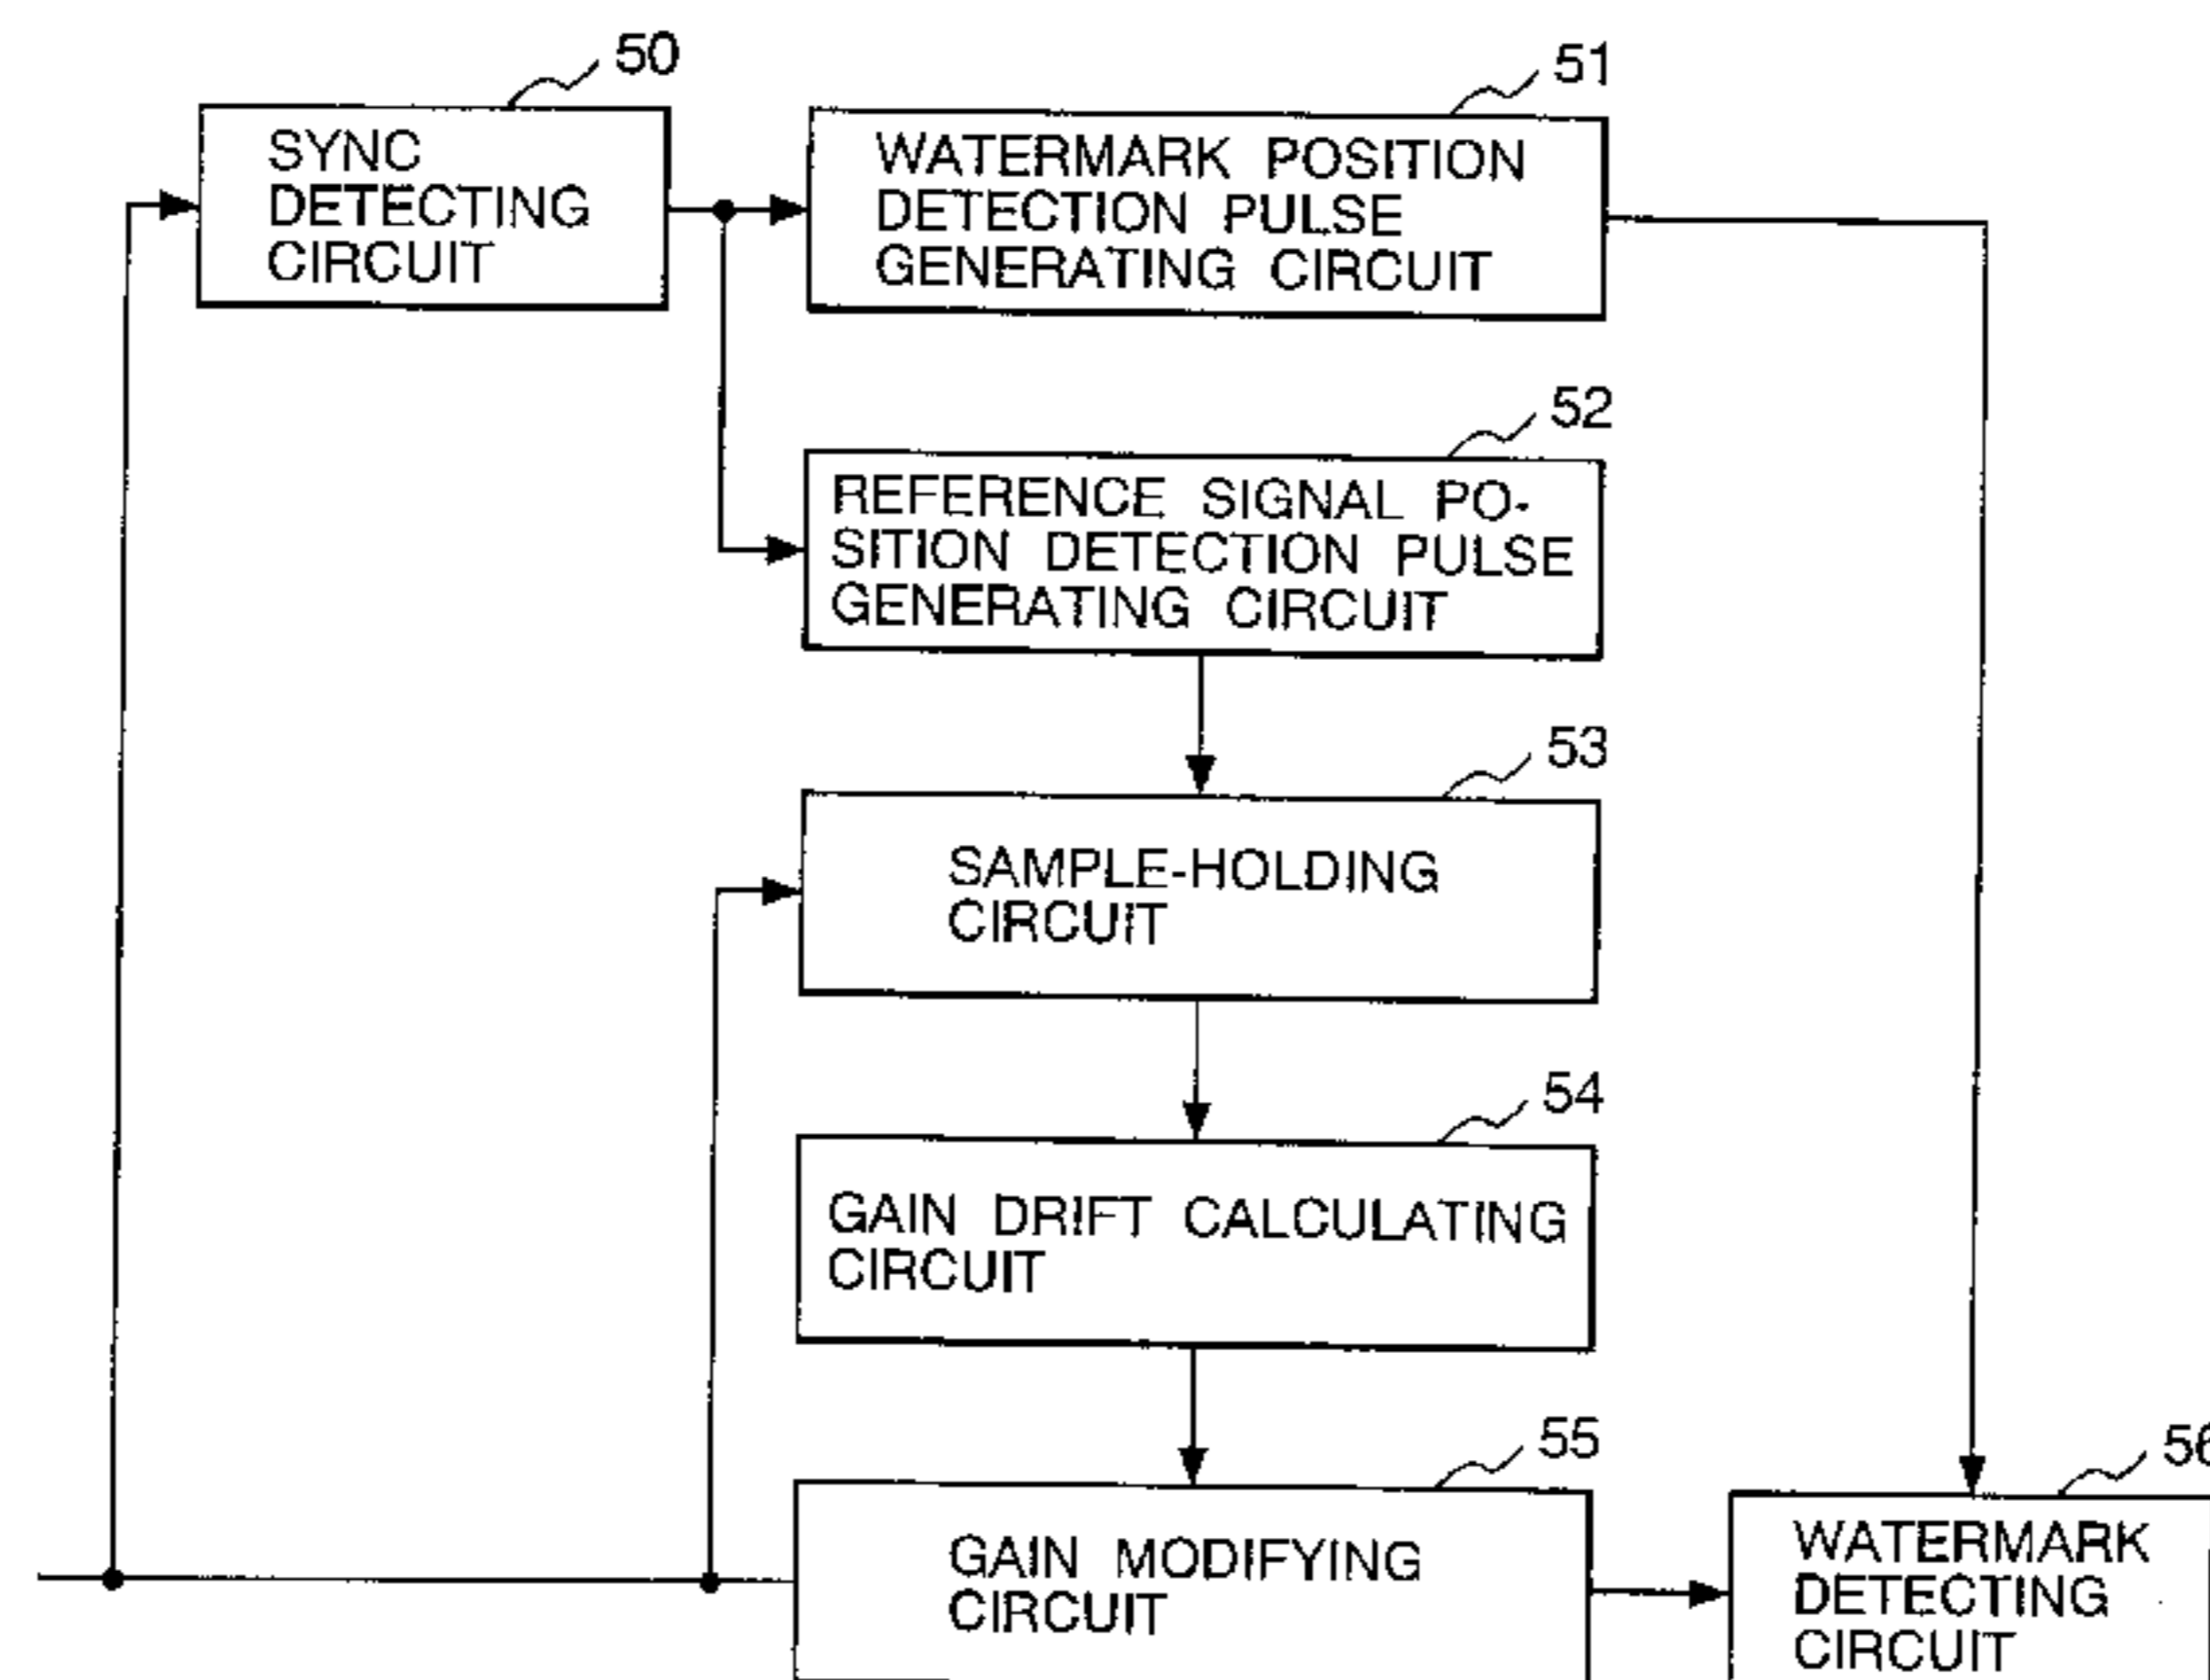 50
SYNC
DETECTING
CIRCUIT
51
WATERMARK POSITION
DETECTION PULSE
GENERATING CIRCUIT
52
REFERENCE SIGNAL PO-
SITION DETECTION PULSE
GENERATING CIRCUIT
53
SAMPLE-HOLDING
CIRCUIT
54
GAIN DRIFT CALCULATING
CIRCUIT
55
GAIN MODIFYING
CIRCUIT
56
WATERMARK
DETECTING
CIRCUIT